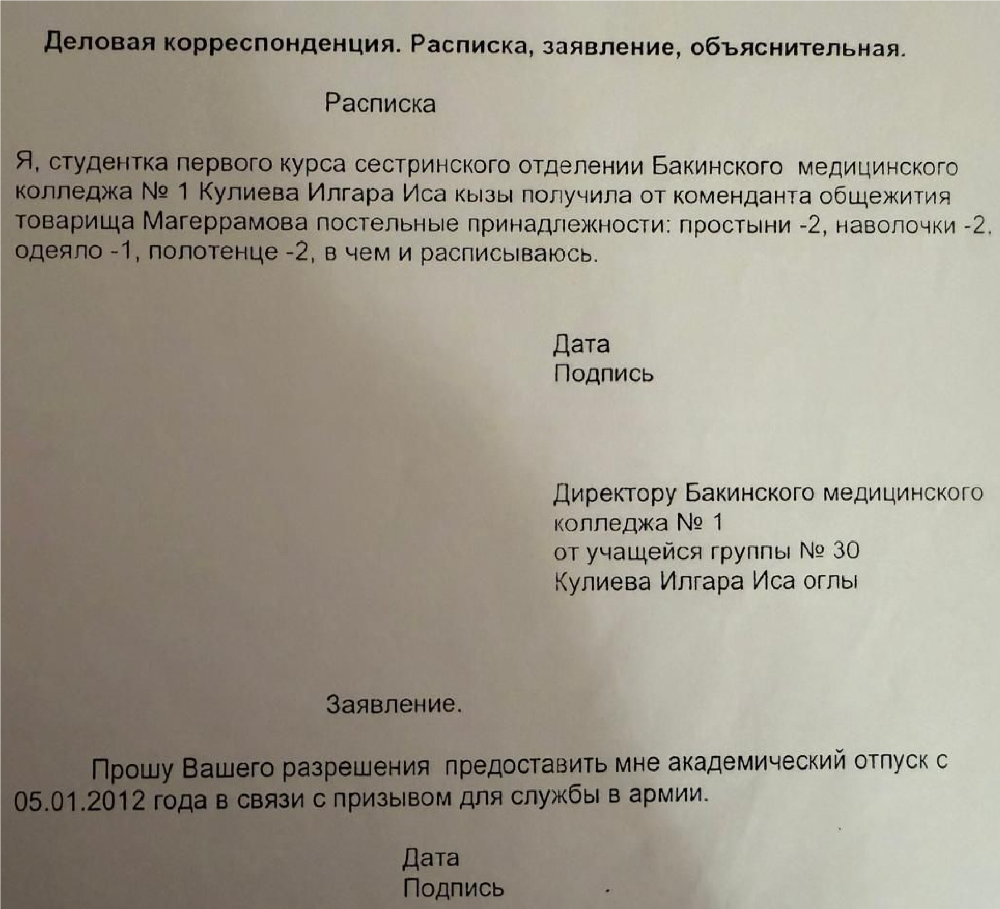 Деловая корреспонденция. Расписка, заявление, объяснительная.
Расписка
Я, студентка первого курса сестринского отделении Бакинского медицинского
колледжа № 1 Кулиева Илгара Иса кызы получила от коменданта общежития
товарища Магеррамова постельные принадлежности: простыни -2, наволочки -2,
одеяло -1, полотенце -2, в чем и расписываюсь.
Дата
Подпись
Директору Бакинского медицинского
колледжа № 1
от учащейся группы № 30
Кулиева Илгара Иса оглы
Заявление.
Прошу Вашего разрешения предоставить мне академический отпуск с
05.01.2012 года в связи с призывом для службы в армии.
Дата
Подпись